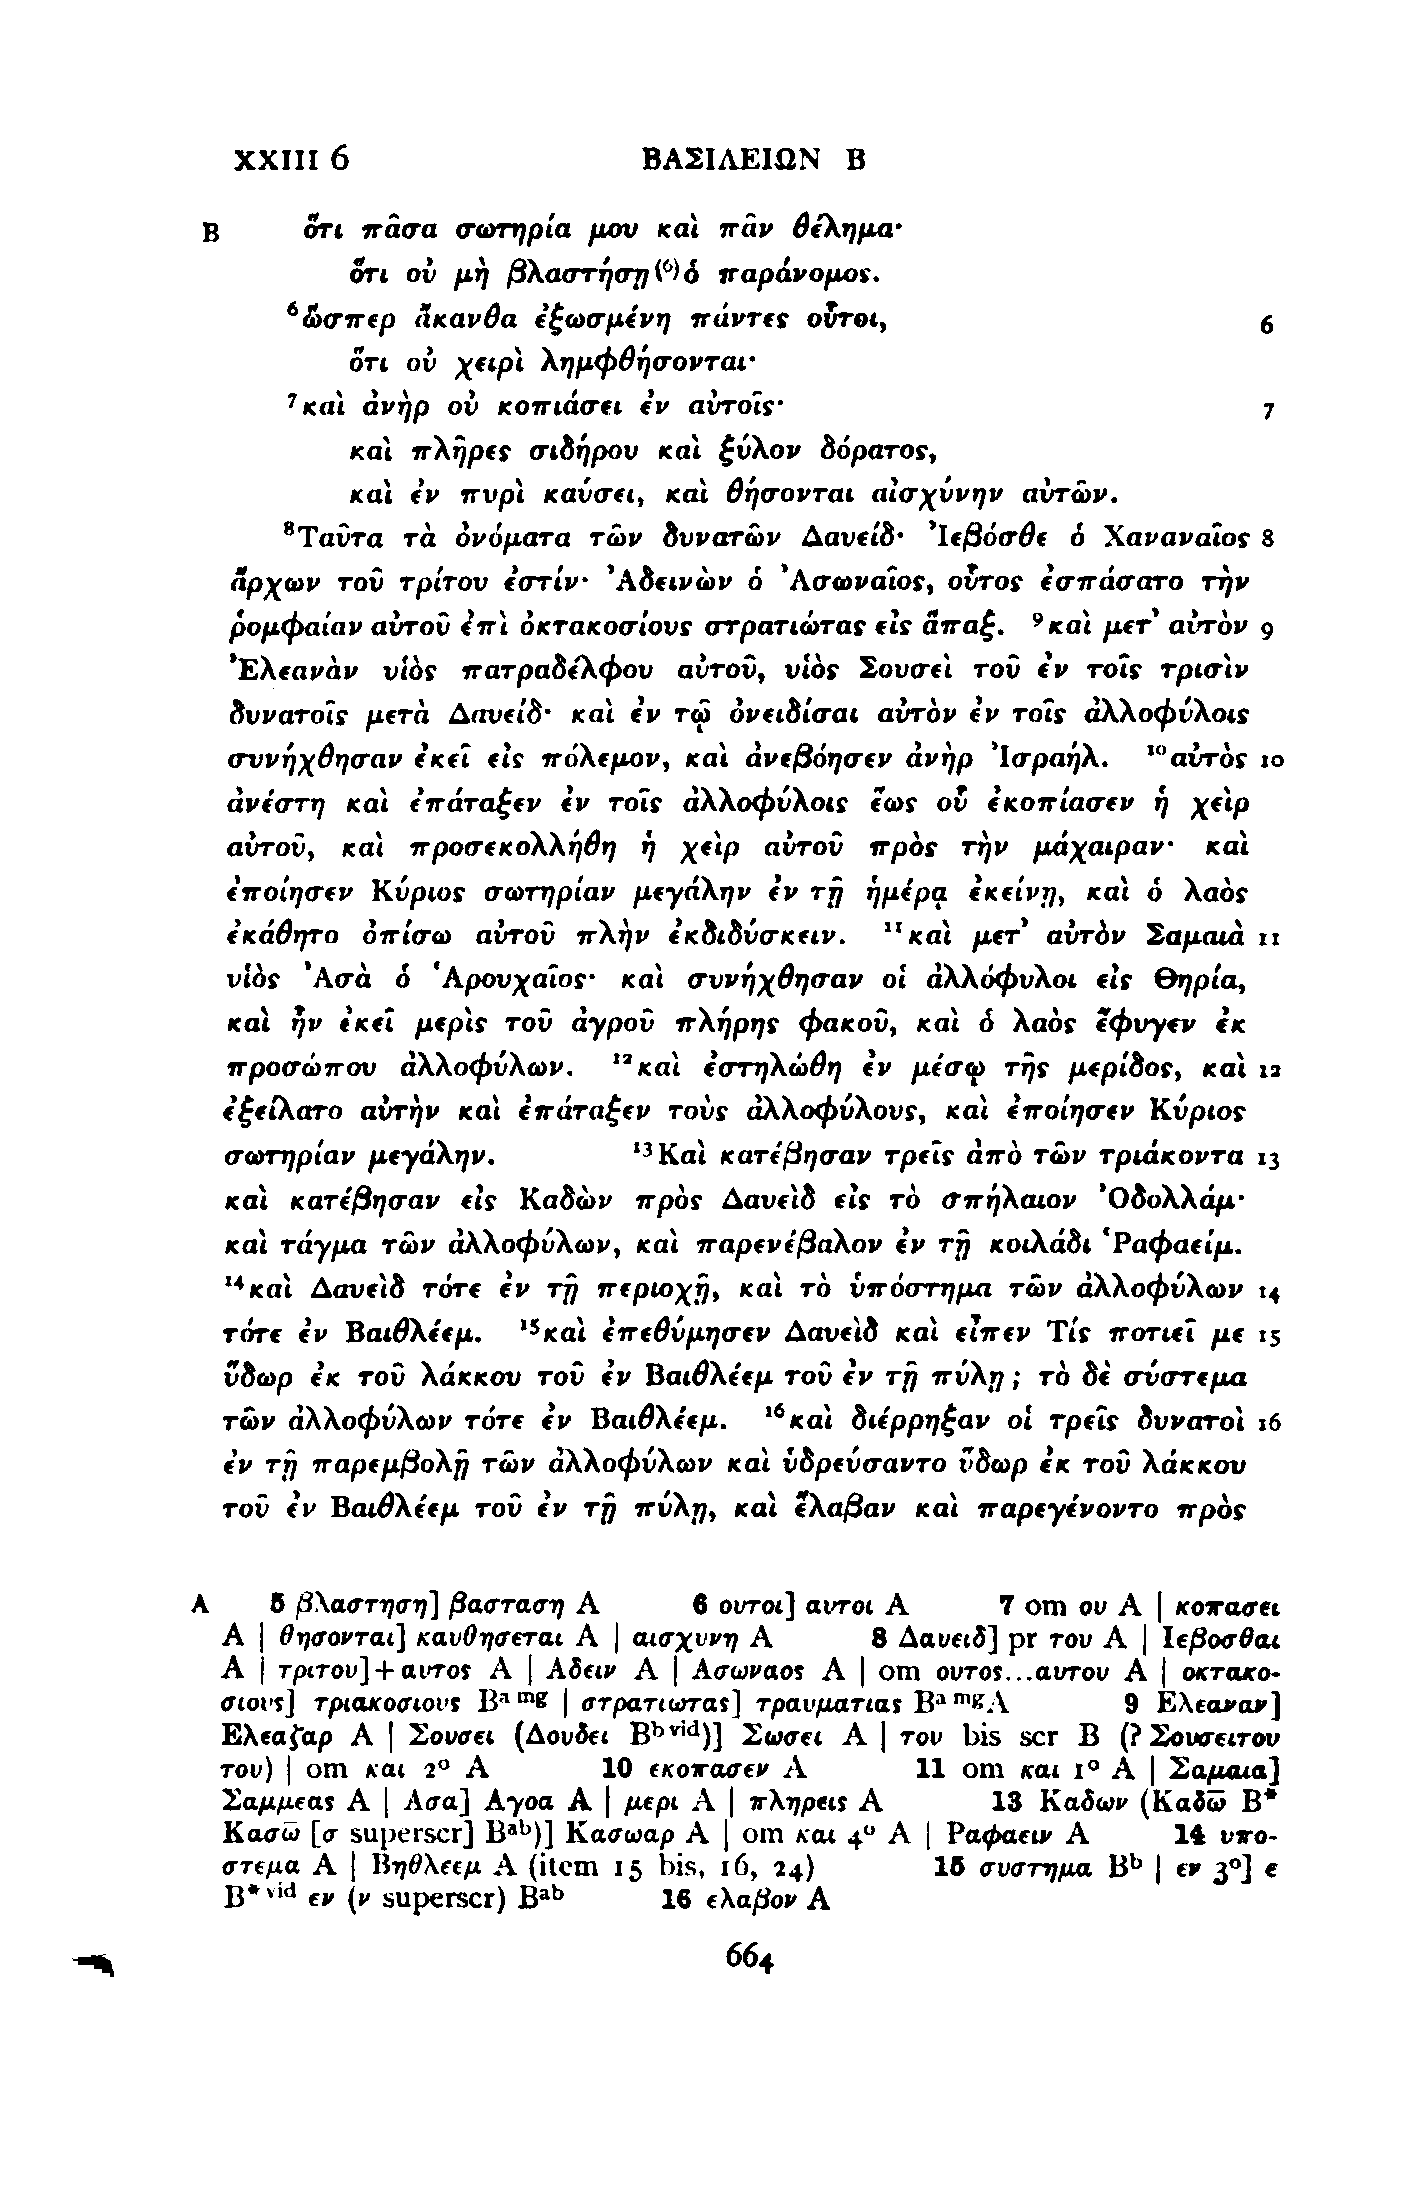 XXIII 6 ΒΑΣΙΛΕΙΩΝ Β
B ὅτι πᾶσα σωτηρία μου καὶ πᾶν θέλημα·
ὅτι οὐ μὴ βλαστήσῃ (6) ὁ παράνομος.
6 ὥσπερ ἄκανθα ἐξωσμένη πάντες οὗτοι, 6
ὅτι οὐ χειρὶ λημφθήσονται·
7 καὶ ἀνὴρ οὐ κοπιάσει ἐν αὐτοῖς· 7
καὶ πλῆρες σιδήρου καὶ ξύλον δόρατος,
καὶ ἐν πυρὶ καύσει, καὶ θήσονται αἰσχύνην αὐτῶν.
8 Ταῦτα τὰ ὀνόματα τῶν δυνατῶν Δαυείδ· Ἰεβόσθε ὁ Χαναναῖος 8
ἄρχων τοῦ τρίτου ἐστίν· Ἀδεινὼν ὁ Ἀσωναῖος, οὗτος ἐσπάσατο τὴν
ῥομφαίαν αὐτοῦ ἐπὶ ὀκτακοσίους στρατιώτας εἰς ἅπαξ. 9 καὶ μετ' αὐτὸν 9
Ἐλεανὰν υἱὸς πατραδέλφου αὐτοῦ, υἱὸς Σουσεὶ τοῦ ἐν τοῖς τρισὶν
δυνατοῖς μετὰ Δαυείδ· καὶ ἐν τῷ ὀνειδίσαι αὐτὸν ἐν τοῖς ἀλλοφύλοις
συνήχθησαν ἐκεῖ εἰς πόλεμον, καὶ ἀνεβόησεν ἀνὴρ Ἰσραήλ. 10 αὐτὸς 10
ἀνέστη καὶ ἐπάταξεν ἐν τοῖς ἀλλοφύλοις ἕως οὗ ἐκοπίασεν ἡ χεὶρ
αὐτοῦ, καὶ προσεκολλήθη ἡ χεὶρ αὐτοῦ πρὸς τὴν μάχαιραν· καὶ
ἐποίησεν Κύριος σωτηρίαν μεγάλην ἐν τῇ ἡμέρᾳ ἐκείνῃ, καὶ ὁ λαὸς
ἐκάθητο ὀπίσω αὐτοῦ πλὴν ἐκδιδύσκειν. 11 καὶ μετ' αὐτὸν Σαμαιὰ 11
υἱὸς Ἀσὰ ὁ Ἁρουχαῖος· καὶ συνήχθησαν οἱ ἀλλόφυλοι εἰς Θηρία,
καὶ ἦν ἐκεῖ μερὶς τοῦ ἀγροῦ πλήρης φακοῦ, καὶ ὁ λαὸς ἔφυγεν ἐκ
προσώπου ἀλλοφύλων. 12 καὶ ἐστηλώθη ἐν μέσῳ τῆς μερίδος, καὶ 12
ἐξείλατο αὐτὴν καὶ ἐπάταξεν τοὺς ἀλλοφύλους, καὶ ἐποίησεν Κύριος
σωτηρίαν μεγάλην. 13 Καὶ κατέβησαν τρεῖς ἀπὸ τῶν τριάκοντα 13
καὶ κατέβησαν εἰς Καδὼν πρὸς Δαυεὶδ εἰς τὸ σπήλαιον Ὀδολλάμ·
καὶ τάγμα τῶν ἀλλοφύλων, καὶ παρενέβαλον ἐν τῇ κοιλάδι Ῥαφαείμ.
14 καὶ Δαυεὶδ τότε ἐν τῇ περιοχῇ, καὶ τὸ ὑπόστημα τῶν ἀλλοφύλων 14
τότε ἐν Βαιθλέεμ. 15 καὶ ἐπεθύμησεν Δαυεὶδ καὶ εἶπεν Τίς ποτιεῖ με 15
ὕδωρ ἐκ τοῦ λάκκου τοῦ ἐν Βαιθλέεμ τοῦ ἐν τῇ πύλῃ; τὸ δὲ σύστεμα
τῶν ἀλλοφύλων τότε ἐν Βαιθλέεμ. 16 καὶ διέρρηξαν οἱ τρεῖς δυνατοὶ 16
ἐν τῇ παρεμβολῇ τῶν ἀλλοφύλων καὶ ὑδρεύσαντο ὕδωρ ἐκ τοῦ λάκκου
τοῦ ἐν Βαιθλέεμ τοῦ ἐν τῇ πύλῃ, καὶ ἔλαβαν καὶ παρεγένοντο πρὸς
A 5 βλαστηση] βασταση A 6 ουτοι] αυτοι A 7 om ου A | κοπασει
A | θησονται] καυθησεται A | αισχυνη A 8 Δαυειδ] pr του A | Ιεβοσθαι
A | τριτου]+αυτος A | Αδειν A | Ασωναος A | om ουτος...αυτου A | οκτακο-
σιους] τριακοσιους Ba mg | στρατιωτας] τραυματιας Ba mg A 9 Ελεαναν]
Ελεαζαρ A | Σουσει (Δουδει Bb vid)] Σωσει A | του bis scr B (? Σουσειτου
του) | om και 2o A 10 εκοπασεν A 11 om και 1o A | Σαμαια]
Σαμμεας A | Ασα] Αγοα A | μερι A | πληρεις A 13 Καδων (Καδω̄ B*
Κασω̄ [σ superscr] Bab)] Κασωαρ A | om και 4o A | Ραφαειν A 14 υπο-
στεμα A | Βηθλεεμ A (item 15 bis, 16, 24) 15 συστημα Bb | εν 3o] ε
B* vid εν (ν superscr) Bab 16 ελαβον A
664